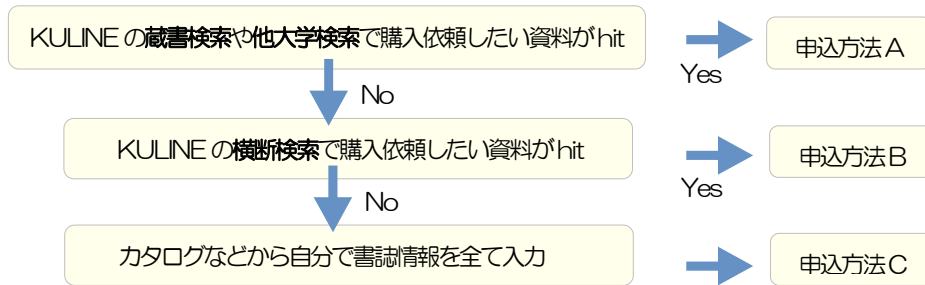 KULINEの蔵書検索や他大学検索で購入依頼したい資料がhit
Yes
申込方法A
No
KULINEの横断検索で購入依頼したい資料がhit
Yes
申込方法B
No
カタログなどから自分で書誌情報を全て入力
申込方法C